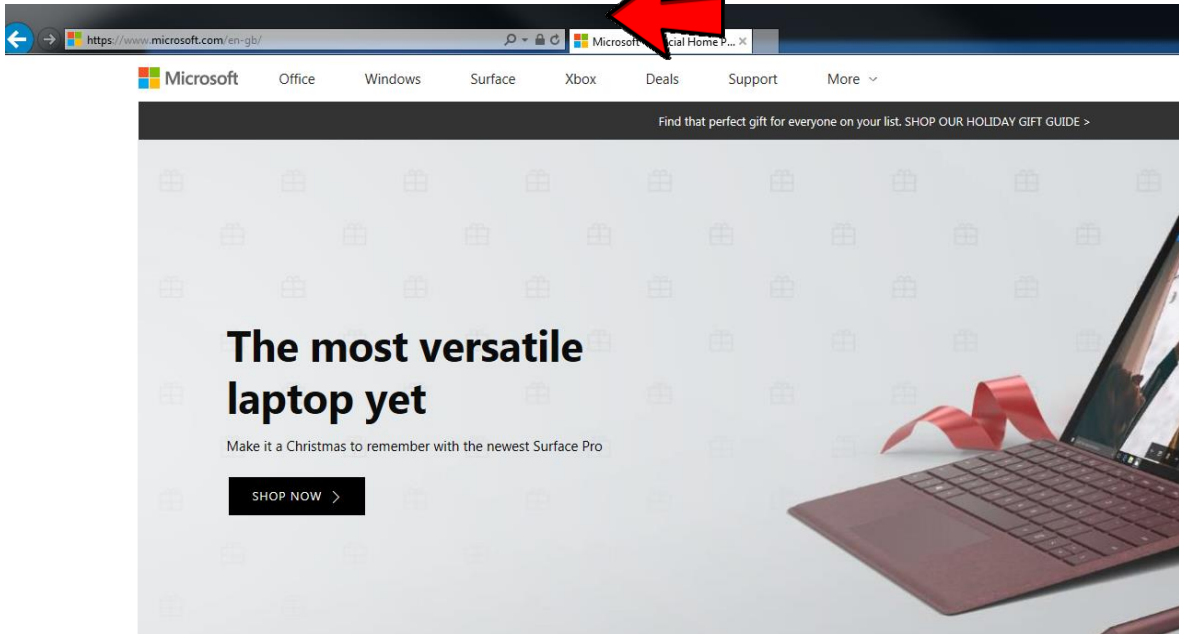 https://www.microsoft.com/en-gb/
Home P...
Microsoft Office Windows Surface Xbox Deals Support More
Find that perfect gift for everyone on your list. SHOP OUR HOLIDAY GIFT GUIDE >
The most versatile
laptop yet
Make it a Christmas to remember with the newest Surface Pro
SHOP NOW